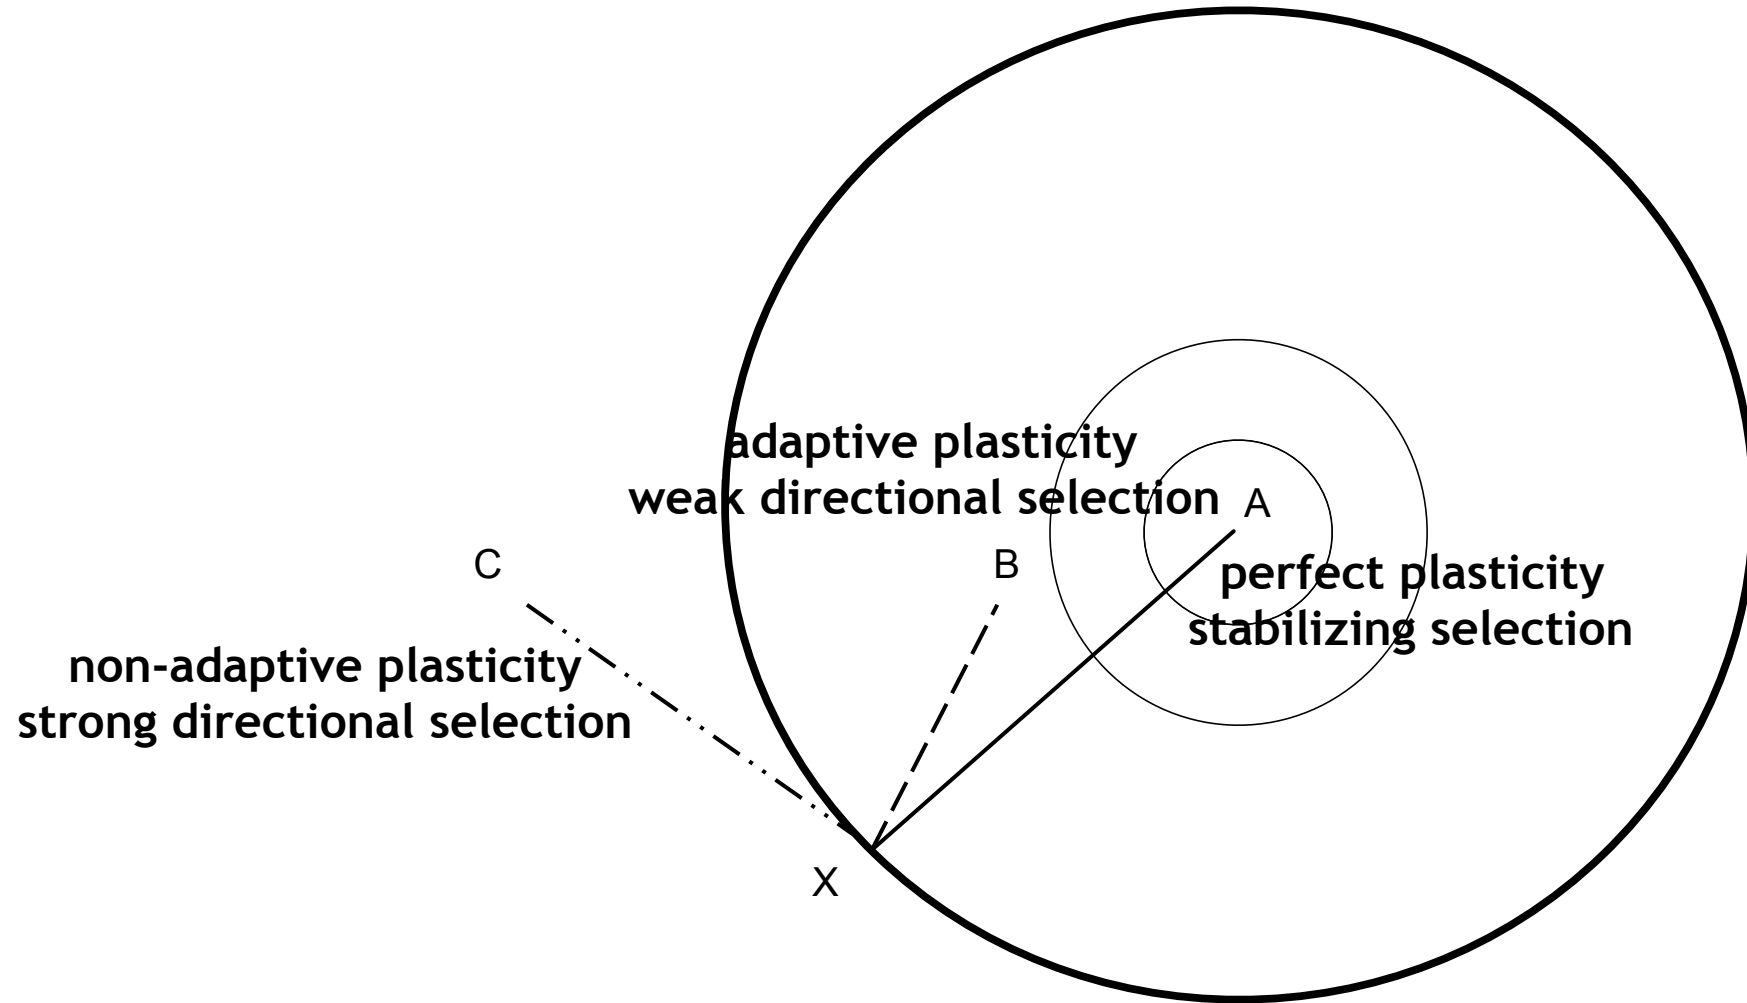 adaptive plasticity
weak directional selection
A
C
B
perfect plasticity
stabilizing selection
non-adaptive plasticity
strong directional selection
X